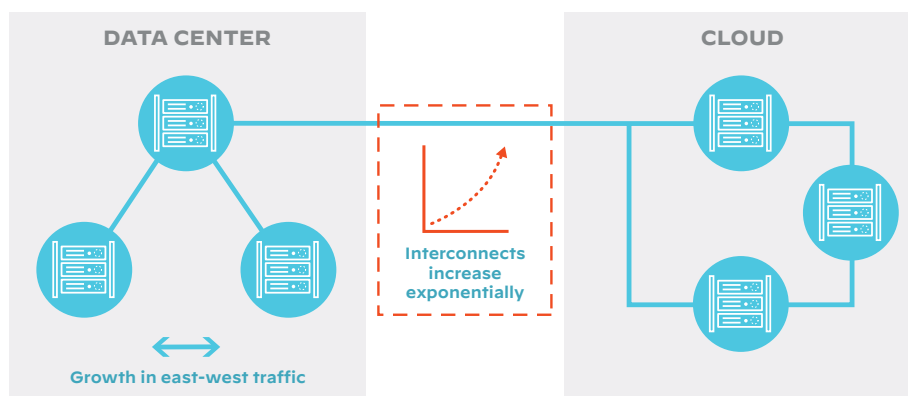 DATA CENTER
CLOUD
Interconnects
increase
exponentially
Growth in east-west traffic